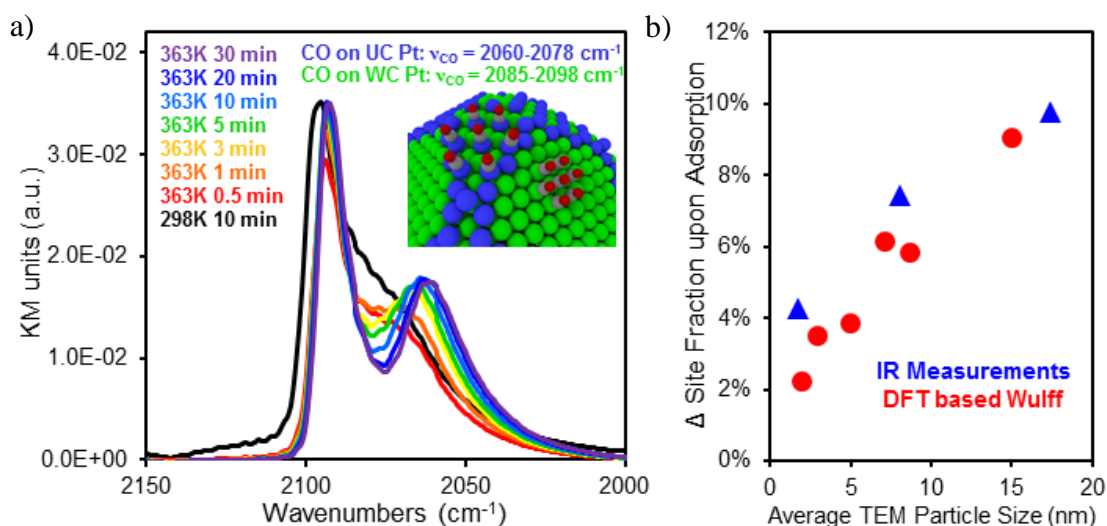 a)
4.0E-02
3.0E-02
2.0E-02
1.0E-02
0.0E+00
KM units (a.u.)
363K 30 min
363K 20 min
363K 10 min
363K 5 min
363K 3 min
363K 1 min
363K 0.5 min
298K 10 min
CO on UC Pt: νCO = 2060-2078 cm⁻¹
CO on WC Pt: νCO = 2085-2098 cm⁻¹
2150 2100 2050 2000
Wavenumbers (cm⁻¹)
b)
Δ Site Fraction upon Adsorption
12%
10%
8%
6%
4%
2%
0%
IR Measurements
DFT based Wulff
0 5 10 15 20
Average TEM Particle Size (nm)